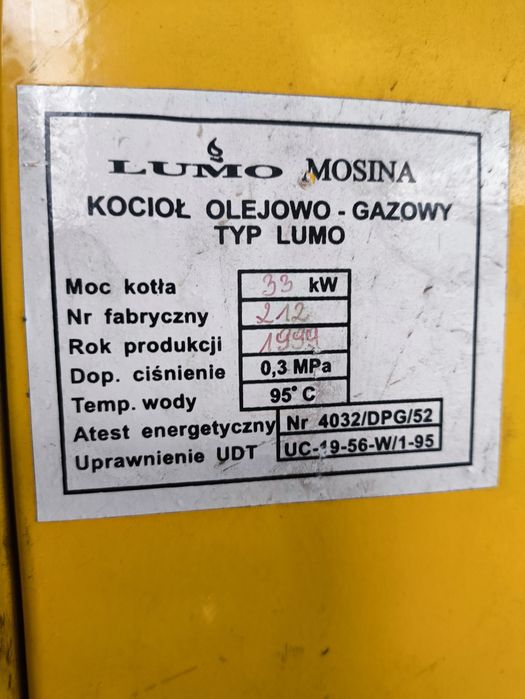 LUMO MOSINA
KOCIOŁ OLEJOWO - GAZOWY
TYP LUMO
Moc kotła 33 kW
Nr fabryczny 212
Rok produkcji 1999
Dop. ciśnienie 0,3 MPa
Temp. wody 95°C
Atest energetyczny Nr 4032/DPG/52
Uprawnienie UDT UC-19-56-W/1-95